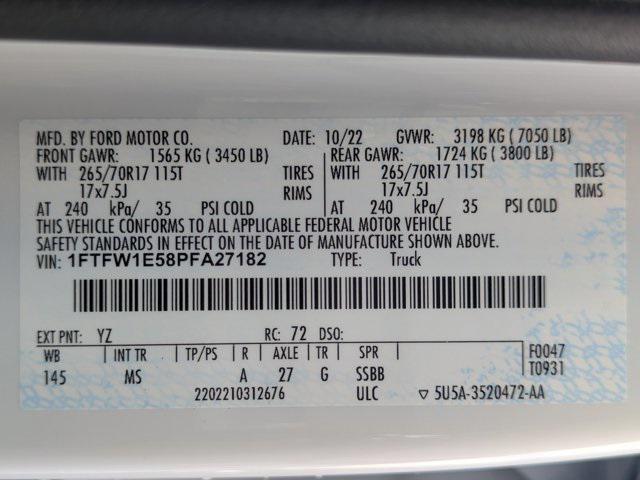 MFD. BY FORD MOTOR CO. DATE: 10/22 GVWR: 3198 KG ( 7050 LB)
FRONT GAWR: 1565 KG ( 3450 LB) REAR GAWR: 1724 KG ( 3800 LB)
WITH 265/70R17 115T TIRES WITH 265/70R17 115T TIRES
17x7.5J RIMS 17x7.5J RIMS
AT 240 kPa/ 35 PSI COLD AT 240 kPa/ 35 PSI COLD
THIS VEHICLE CONFORMS TO ALL APPLICABLE FEDERAL MOTOR VEHICLE
SAFETY STANDARDS IN EFFECT ON THE DATE OF MANUFACTURE SHOWN ABOVE.
VIN: 1FTFW1E58PFA27182 TYPE: Truck
EXT PNT: YZ RC: 72 DSO:
WB INT TR TP/PS R AXLE TR SPR F0047
145 MS A 27 G SSBB T0931
2202210312676 ULC ▽ 5U5A-3520472-AA